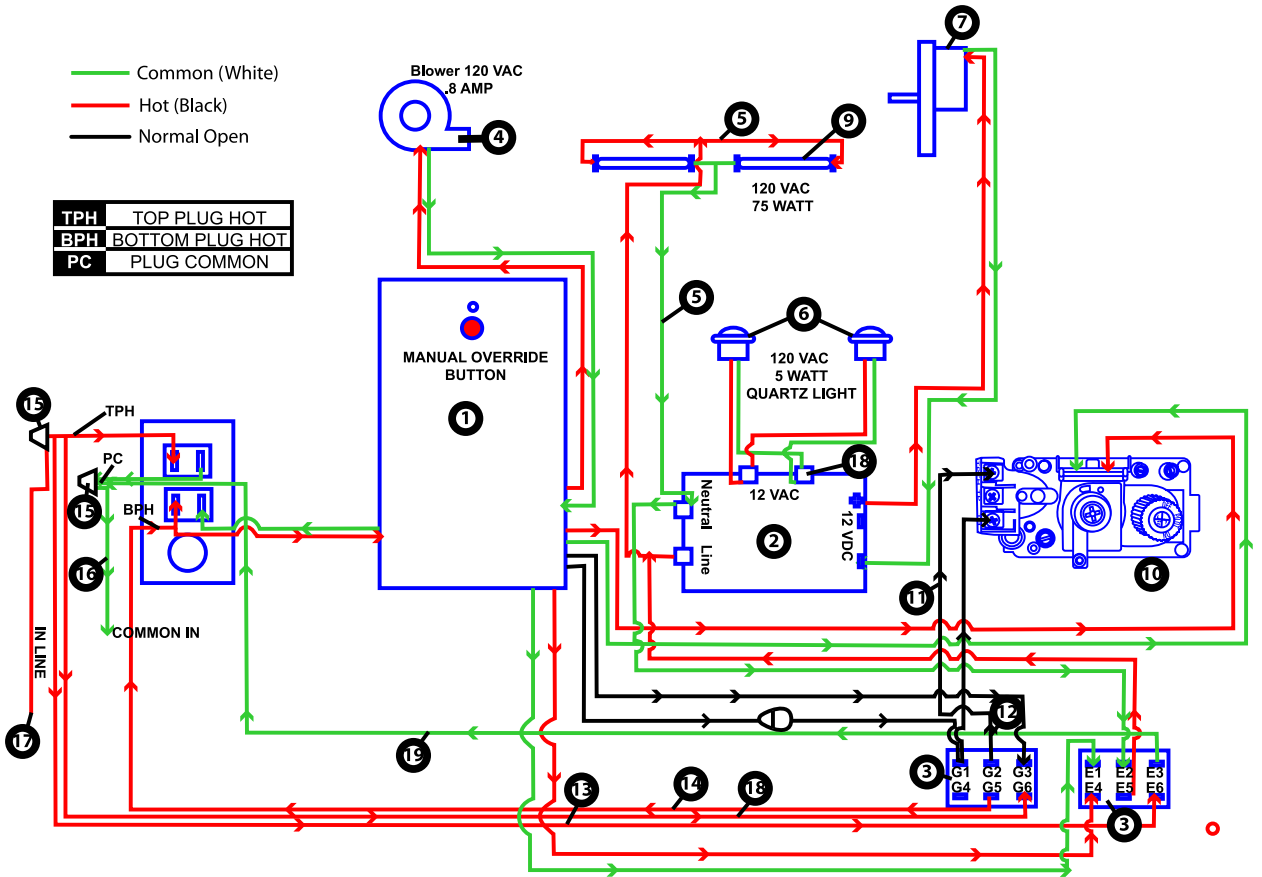 Common (White)
Hot (Black)
Normal Open
Blower 120 VAC
.8 AMP
4
5
9
7
120 VAC
75 WATT
TPH TOP PLUG HOT
BPH BOTTOM PLUG HOT
PC PLUG COMMON
5
6
120 VAC
5 WATT
QUARTZ LIGHT
MANUAL OVERRIDE
BUTTON
1
15
TPH
PC
15
BPH
16
COMMON IN
IN LINE
17
18
12 VAC
Neutral
Line
2
12 VDC
10
11
12
19
3
G1 G2 G3
G4 G5 G6
E1 E2 E3
E4 E5 E6
3
13
14
18